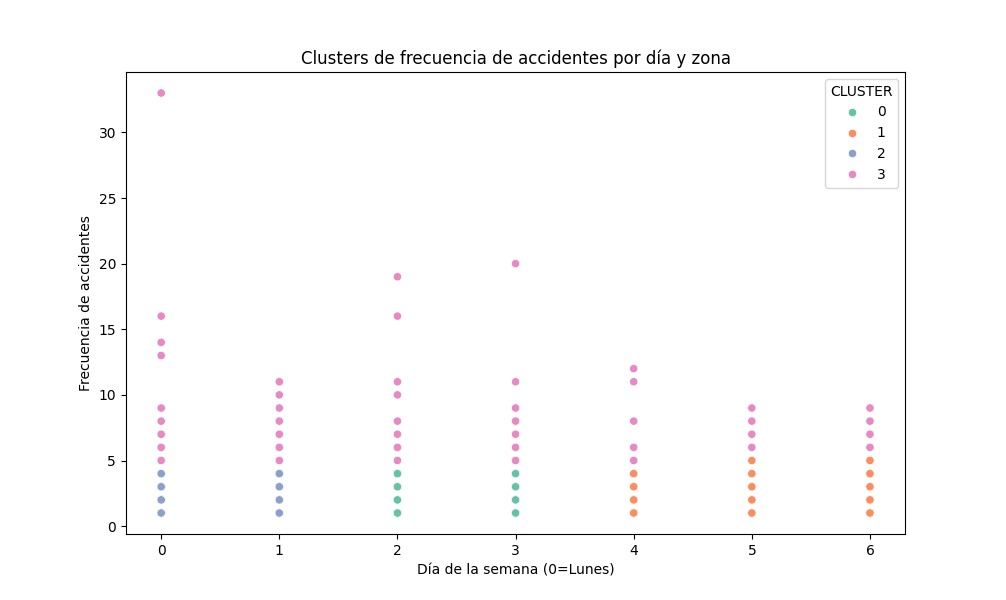 Clusters de frecuencia de accidentes por día y zona
CLUSTER
0
1
2
3
Frecuencia de accidentes
30
25
20
15
10
5
0
0 1 2 3 4 5 6
Día de la semana (0=Lunes)